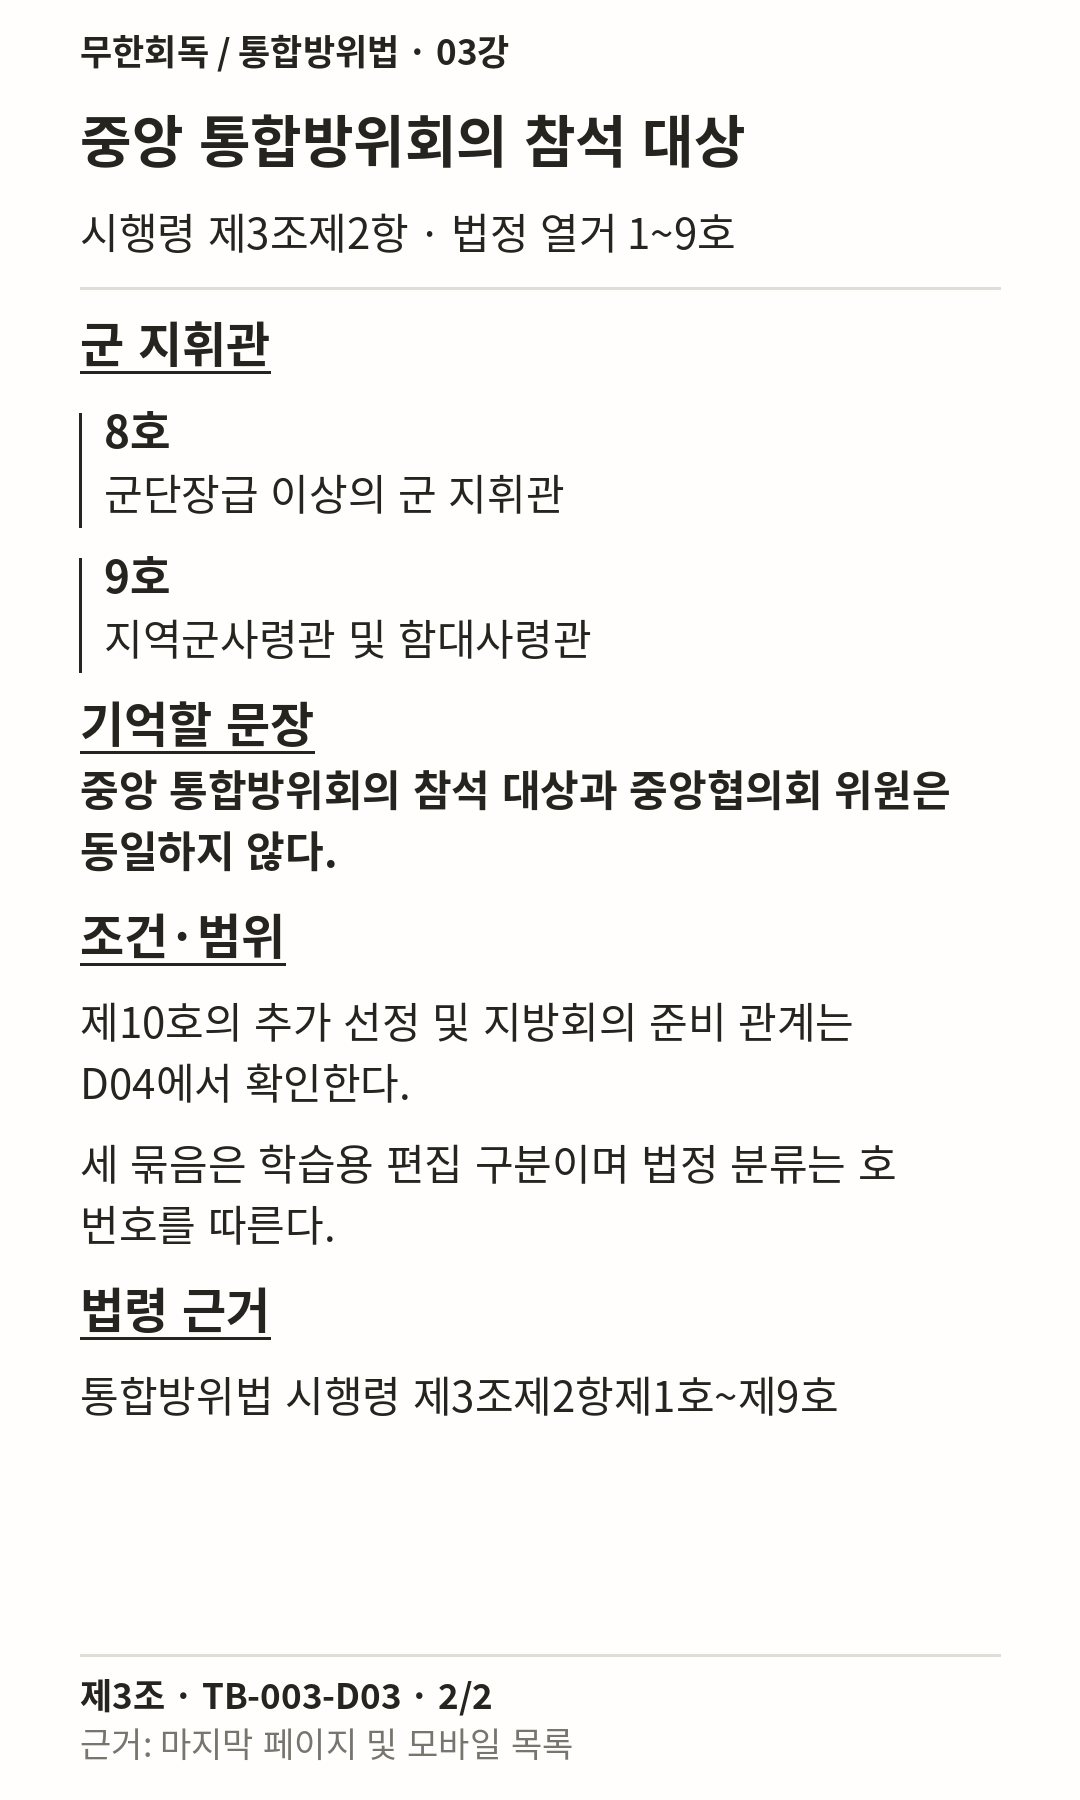 무한회독 / 통합방위법 · 03강
중앙 통합방위회의 참석 대상
시행령 제3조제2항 · 법정 열거 1~9호
군 지휘관
8호
군단장급 이상의 군 지휘관
9호
지역군사령관 및 함대사령관
기억할 문장
중앙 통합방위회의 참석 대상과 중앙협의회 위원은
동일하지 않다.
조건·범위
제10호의 추가 선정 및 지방회의 준비 관계는
D04에서 확인한다.
세 묶음은 학습용 편집 구분이며 법정 분류는 호
번호를 따른다.
법령 근거
통합방위법 시행령 제3조제2항제1호~제9호
제3조 · TB-003-D03 · 2/2
근거: 마지막 페이지 및 모바일 목록